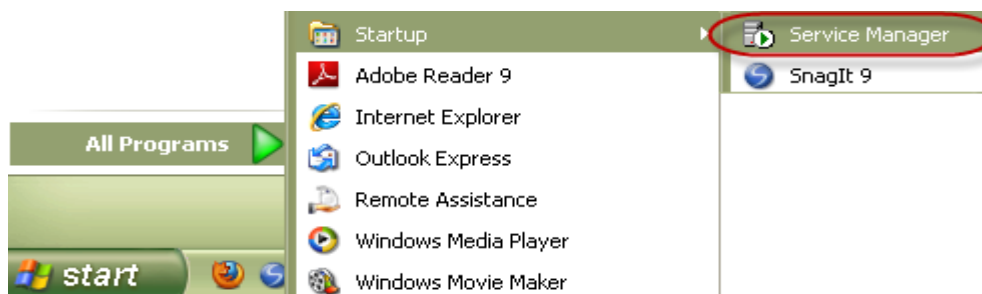 Startup
Service Manager
Adobe Reader 9
SnagIt 9
Internet Explorer
All Programs
Outlook Express
Remote Assistance
Windows Media Player
start
Windows Movie Maker